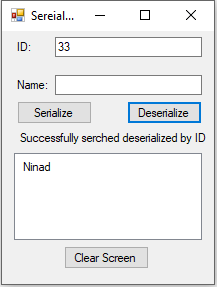 Sereial...
ID: 33
Name:
Serialize Deserialize
Successfully serched deserialized by ID
Ninad
Clear Screen